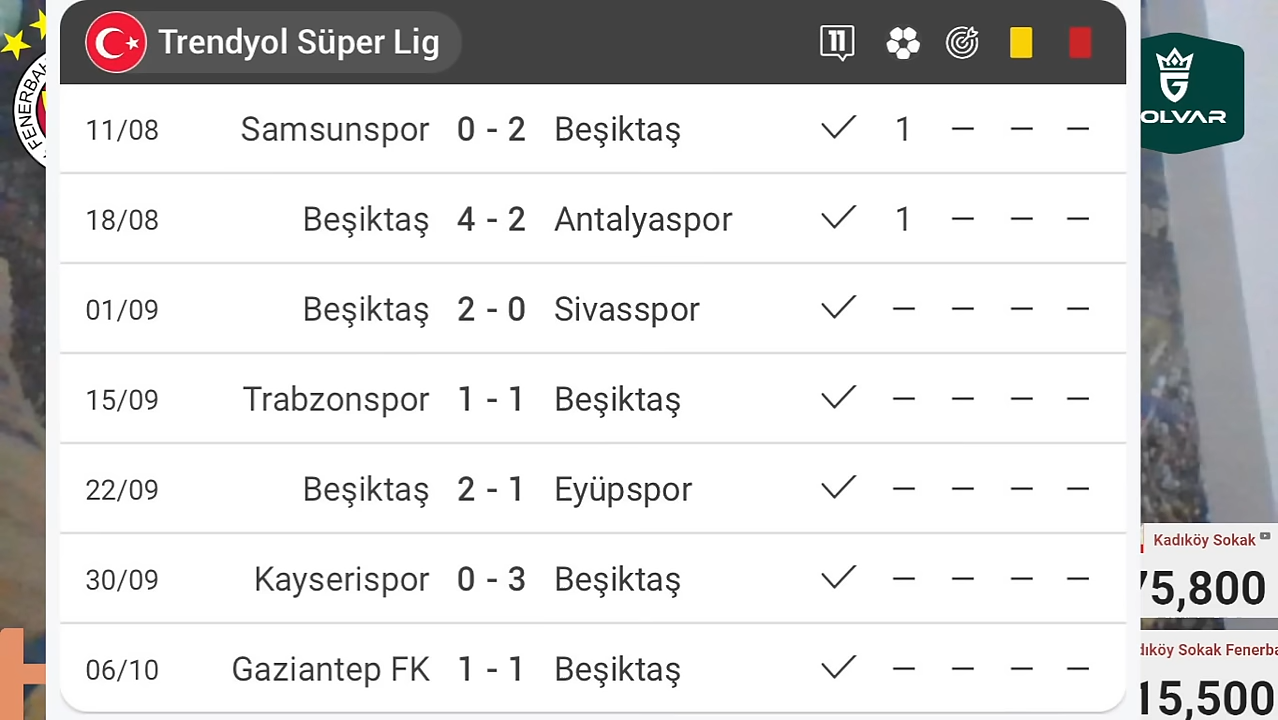 Trendyol Süper Lig 11
11/08 Samsunspor 0 - 2 Beşiktaş ✓ 1 – – –
18/08 Beşiktaş 4 - 2 Antalyaspor ✓ 1 – – –
01/09 Beşiktaş 2 - 0 Sivasspor ✓ – – – –
15/09 Trabzonspor 1 - 1 Beşiktaş ✓ – – – –
22/09 Beşiktaş 2 - 1 Eyüpspor ✓ – – – –
30/09 Kayserispor 0 - 3 Beşiktaş ✓ – – – –
06/10 Gaziantep FK 1 - 1 Beşiktaş ✓ – – – –
FENERBAH
OLVAR
Kadıköy Sokak
75,800
dıköy Sokak Fenerba
15,500